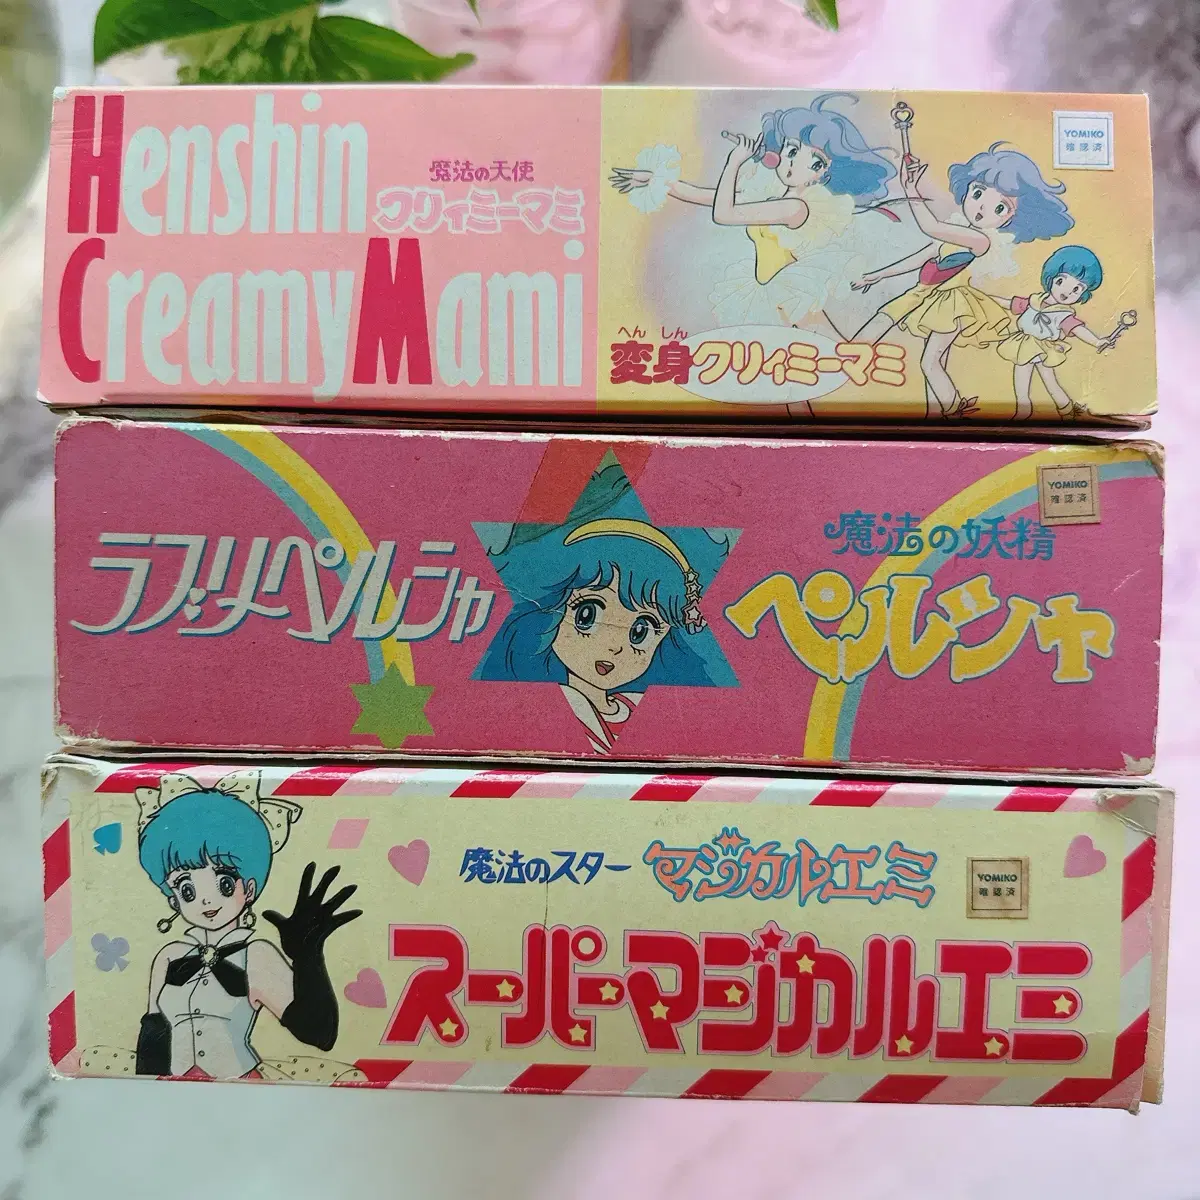 Henshin
魔法の天使
クリィミーマミ
CreamyMami
YOMIKO
確認済
へんしん
変身クリィミーマミ
ラブリーペルシャ
YOMIKO
確認済
魔法の妖精
ペルシャ
魔法のスター マジカルエミ
YOMIKO
確認済
スーパーマジカルエミ